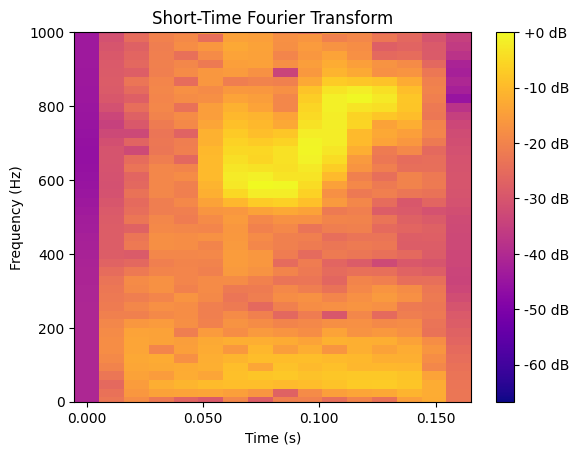 Short-Time Fourier Transform
1000
800
600
400
200
0
Frequency (Hz)
0.000
0.050
0.100
0.150
Time (s)
+0 dB
-10 dB
-20 dB
-30 dB
-40 dB
-50 dB
-60 dB